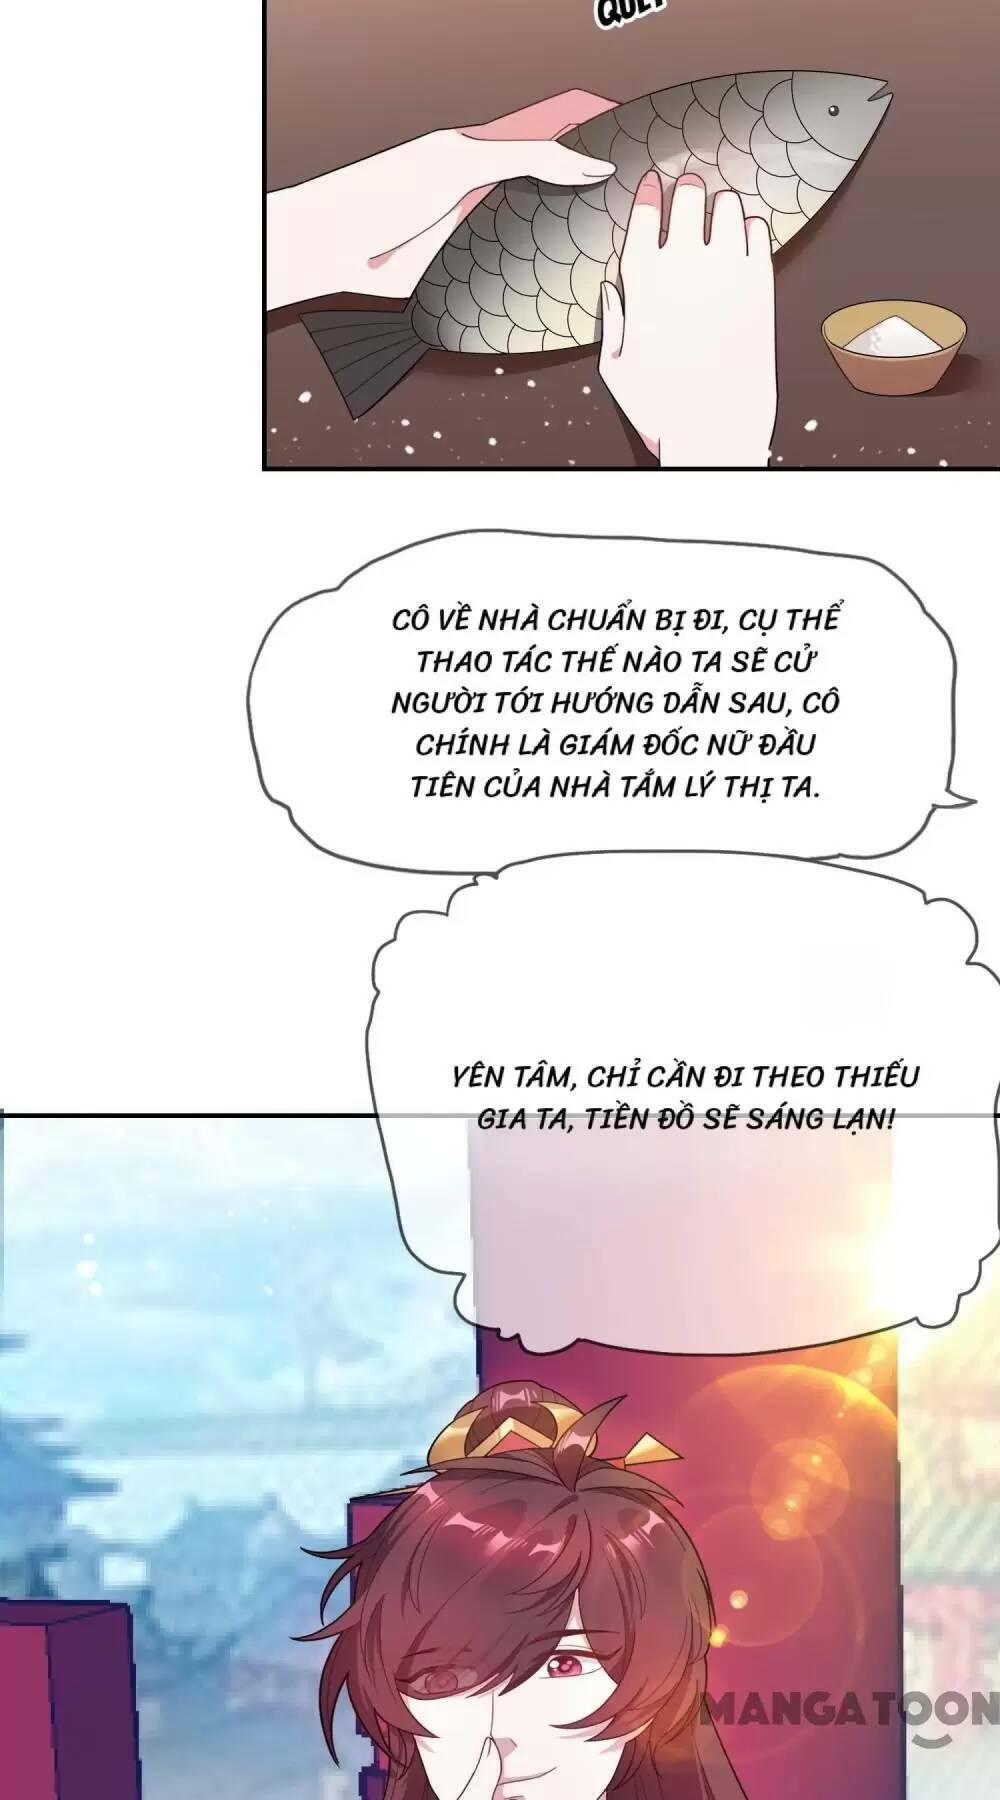 QUẾT
CÔ VỀ NHÀ CHUẨN BỊ ĐI, CỤ THỂ
THAO TÁC THẾ NÀO TA SẼ CỬ
NGƯỜI TỚI HƯỚNG DẪN SAU, CÔ
CHÍNH LÀ GIÁM ĐỐC NỮ ĐẦU
TIÊN CỦA NHÀ TẮM LÝ THỊ TA.
YÊN TÂM, CHỈ CẦN ĐI THEO THIẾU
GIA TA, TIỀN ĐỒ SẼ SÁNG LẠN!
MANGATOON